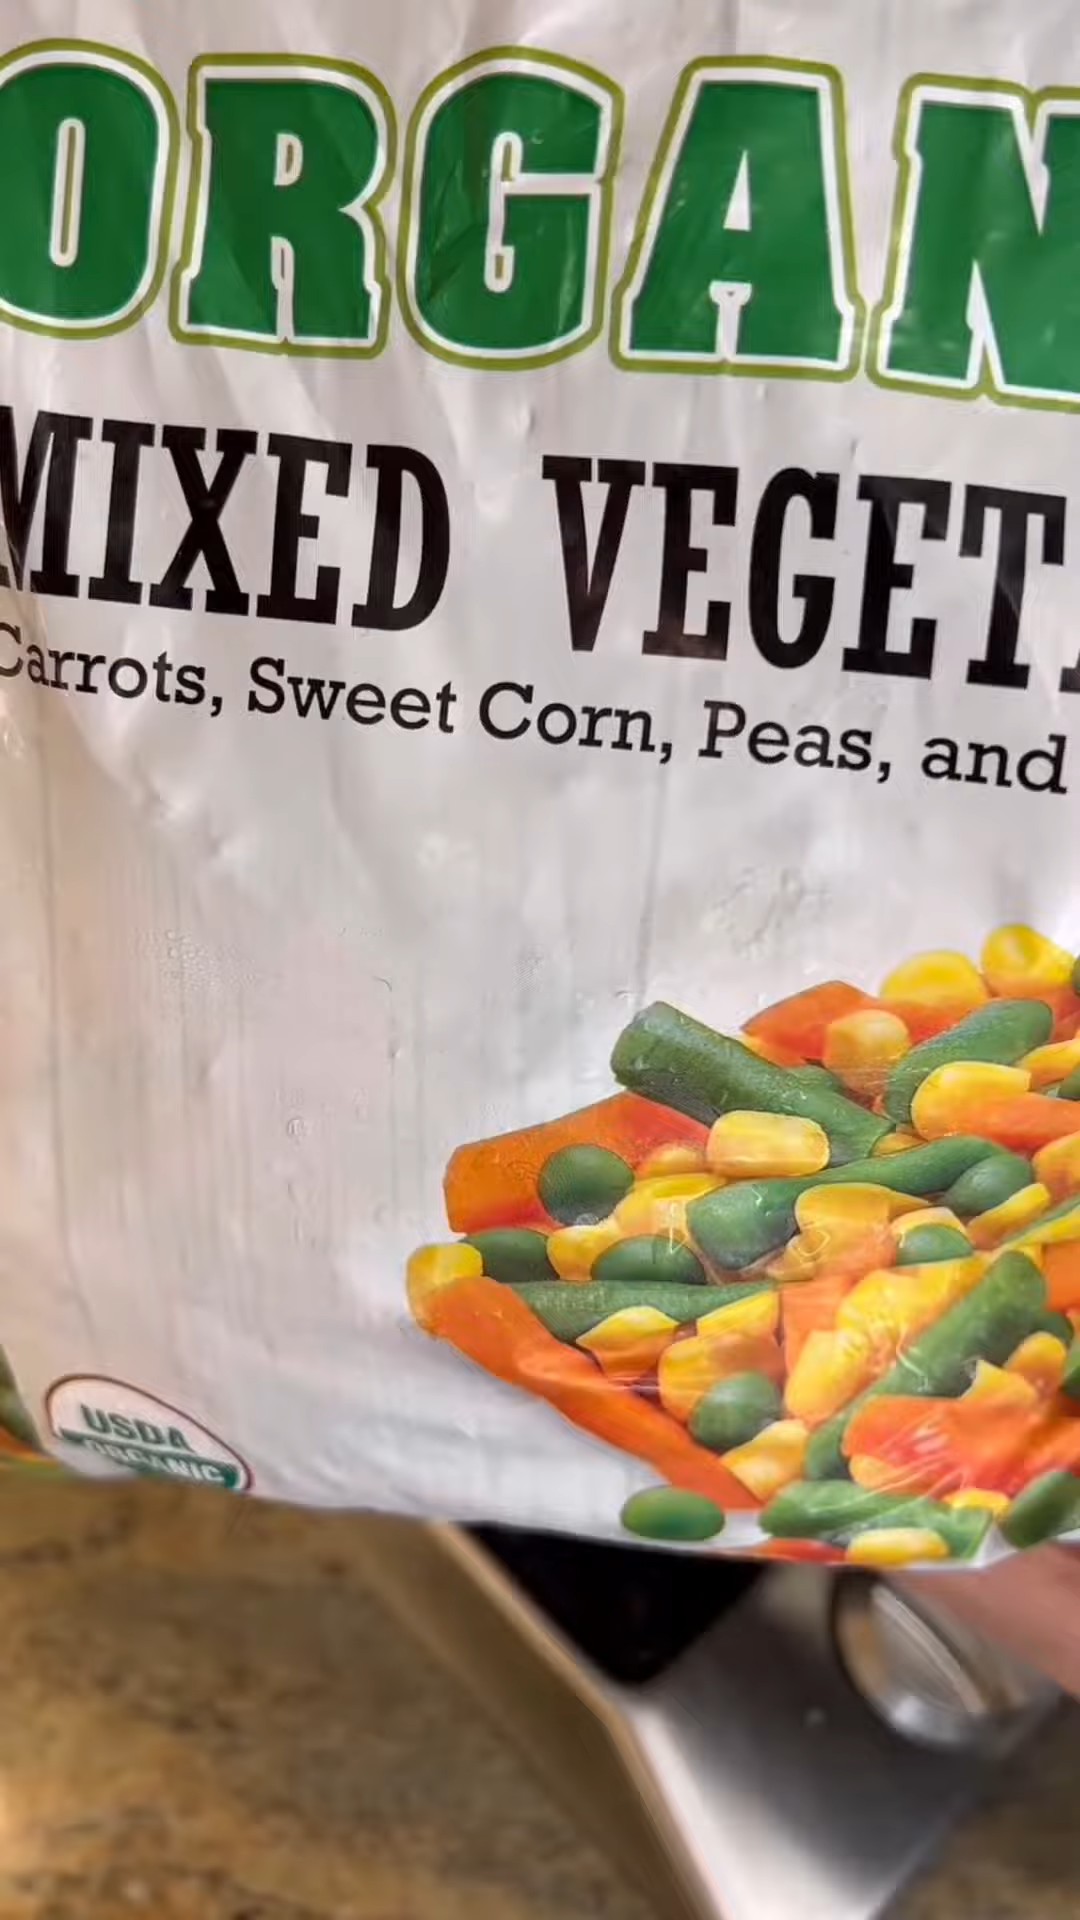 ORGAN
MIXED VEGET
Carrots, Sweet Corn, Peas, and
USDA
ORGANIC